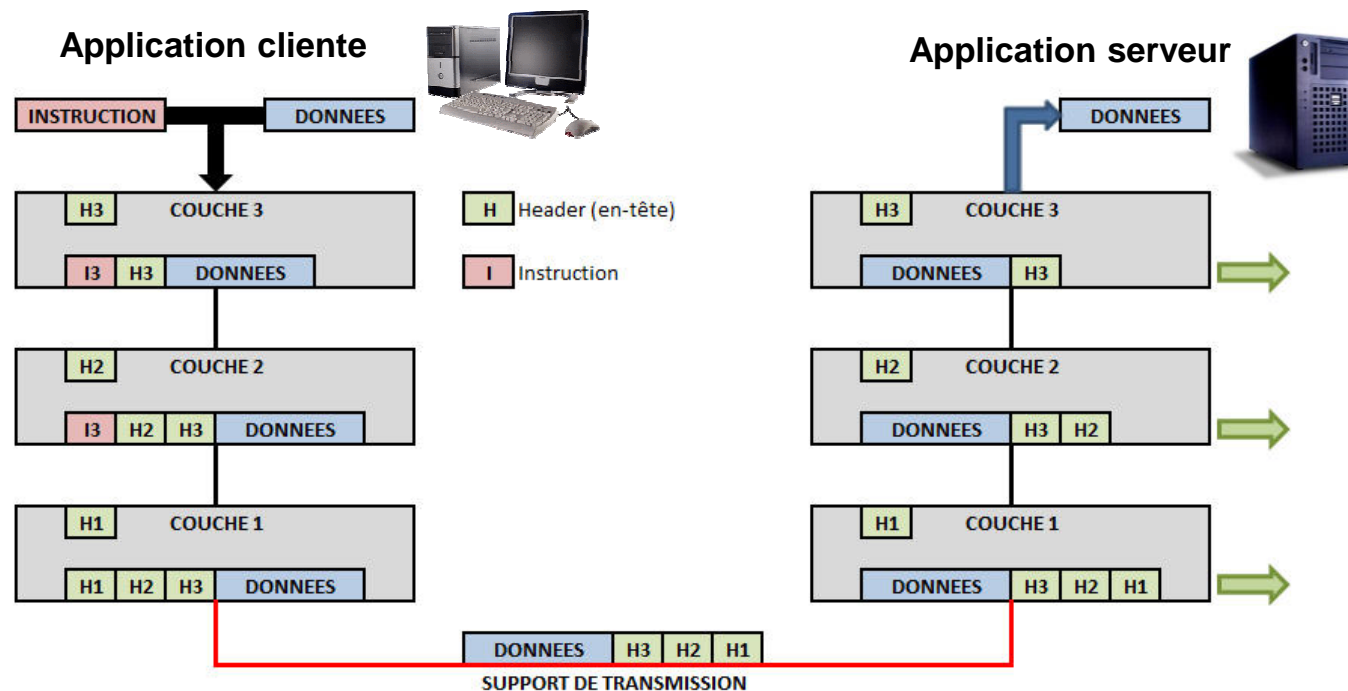 Application cliente
Application serveur
INSTRUCTION DONNEES
DONNEES
H3 COUCHE 3
I3 H3 DONNEES
H Header (en-tête)
I Instruction
H3 COUCHE 3
DONNEES H3
H2 COUCHE 2
I3 H2 H3 DONNEES
H2 COUCHE 2
DONNEES H3 H2
H1 COUCHE 1
H1 H2 H3 DONNEES
H1 COUCHE 1
DONNEES H3 H2 H1
DONNEES H3 H2 H1
SUPPORT DE TRANSMISSION